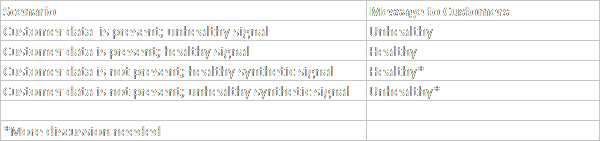 Scenario Message to Customers
Customer data is present; unhealthy signal Unhealthy
Customer data is present; healthy signal Healthy
Customer data is not present; healthy synthetic signal Healthy*
Customer data is not present; unhealthy synthetic signal Unhealthy*
*More discussion needed